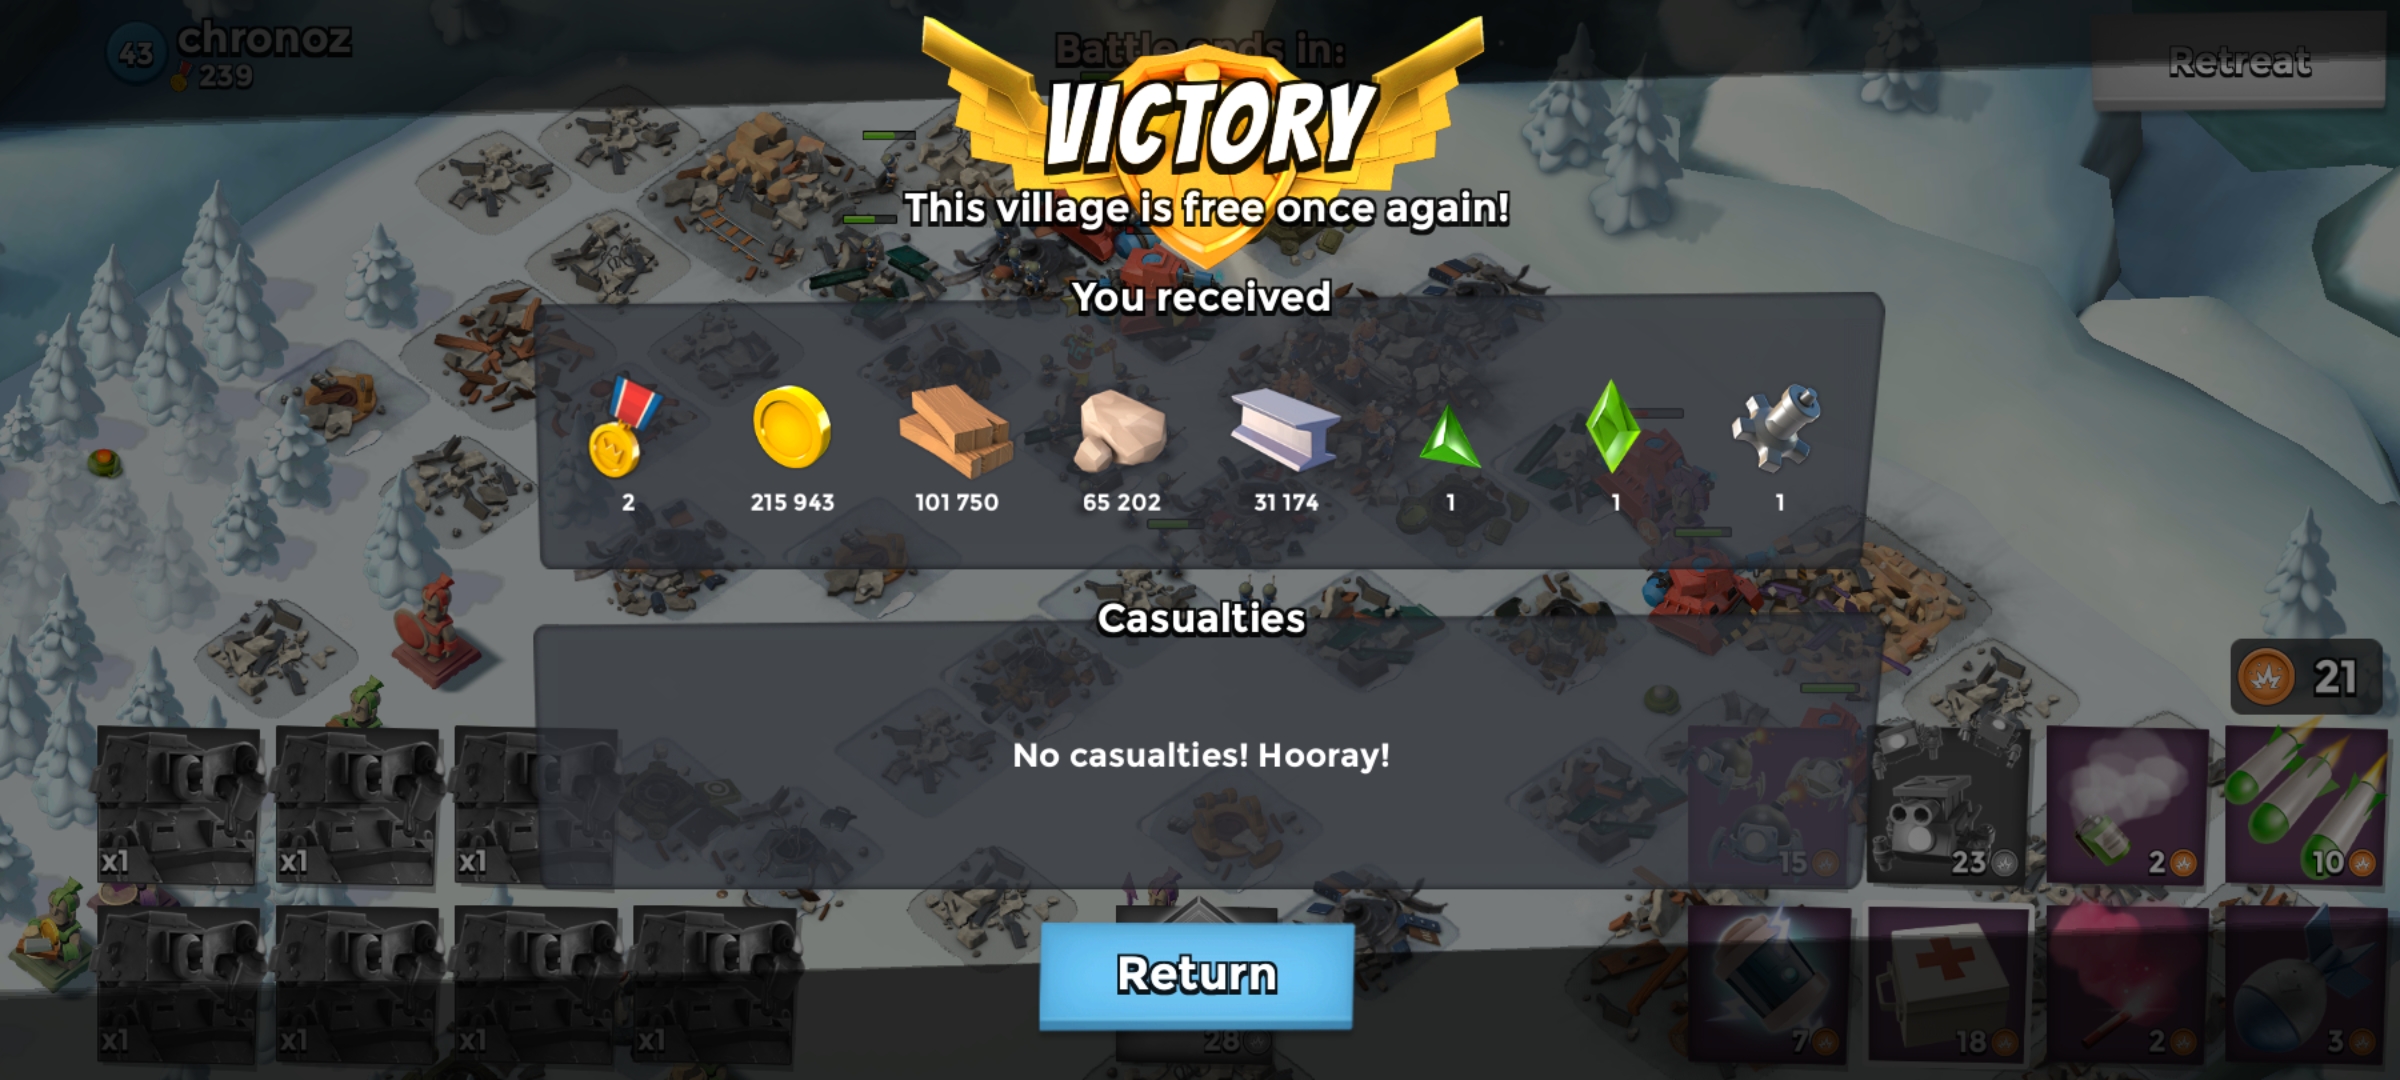 43 chronoz
239
Battle ends in:
Retreat
VICTORY
This village is free once again!
You received
2 215 943 101 750 65 202 31 174 1 1 1
Casualties
No casualties! Hooray!
21
x1 x1 x1 15 23 2 10
Return
x1 x1 x1 x1 28 7 18 2 3